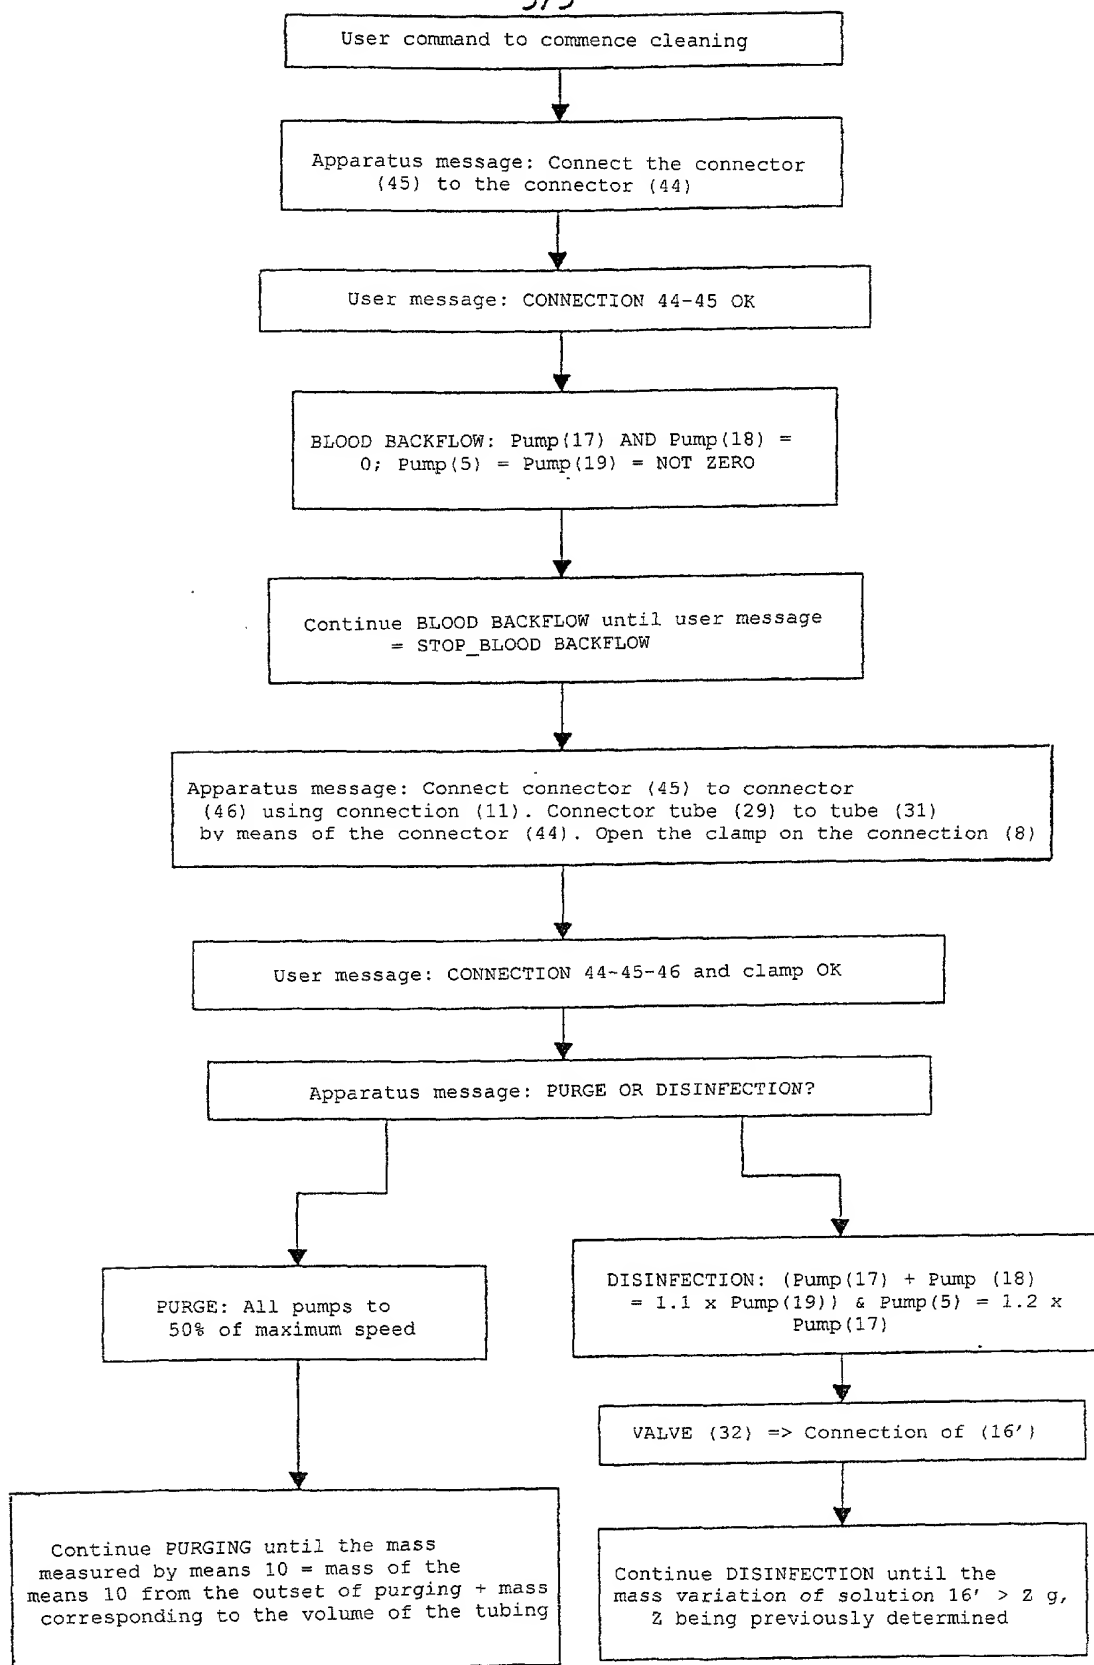 User command to commence cleaning
Apparatus message: Connect the connector
(45) to the connector (44)
User message: CONNECTION 44-45 OK
BLOOD BACKFLOW: Pump(17) AND Pump(18) =
0; Pump(5) = Pump(19) = NOT ZERO
Continue BLOOD BACKFLOW until user message
= STOP_BLOOD BACKFLOW
Apparatus message: Connect connector (45) to connector
(46) using connection (11). Connector tube (29) to tube (31)
by means of the connector (44). Open the clamp on the connection (8)
User message: CONNECTION 44-45-46 and clamp OK
Apparatus message: PURGE OR DISINFECTION?
PURGE: All pumps to
50% of maximum speed
DISINFECTION: (Pump(17) + Pump (18)
= 1.1 x Pump(19)) & Pump(5) = 1.2 x
Pump(17)
VALVE (32) => Connection of (16')
Continue PURGING until the mass
measured by means 10 = mass of the
means 10 from the outset of purging + mass
corresponding to the volume of the tubing
Continue DISINFECTION until the
mass variation of solution 16' > Z g,
Z being previously determined